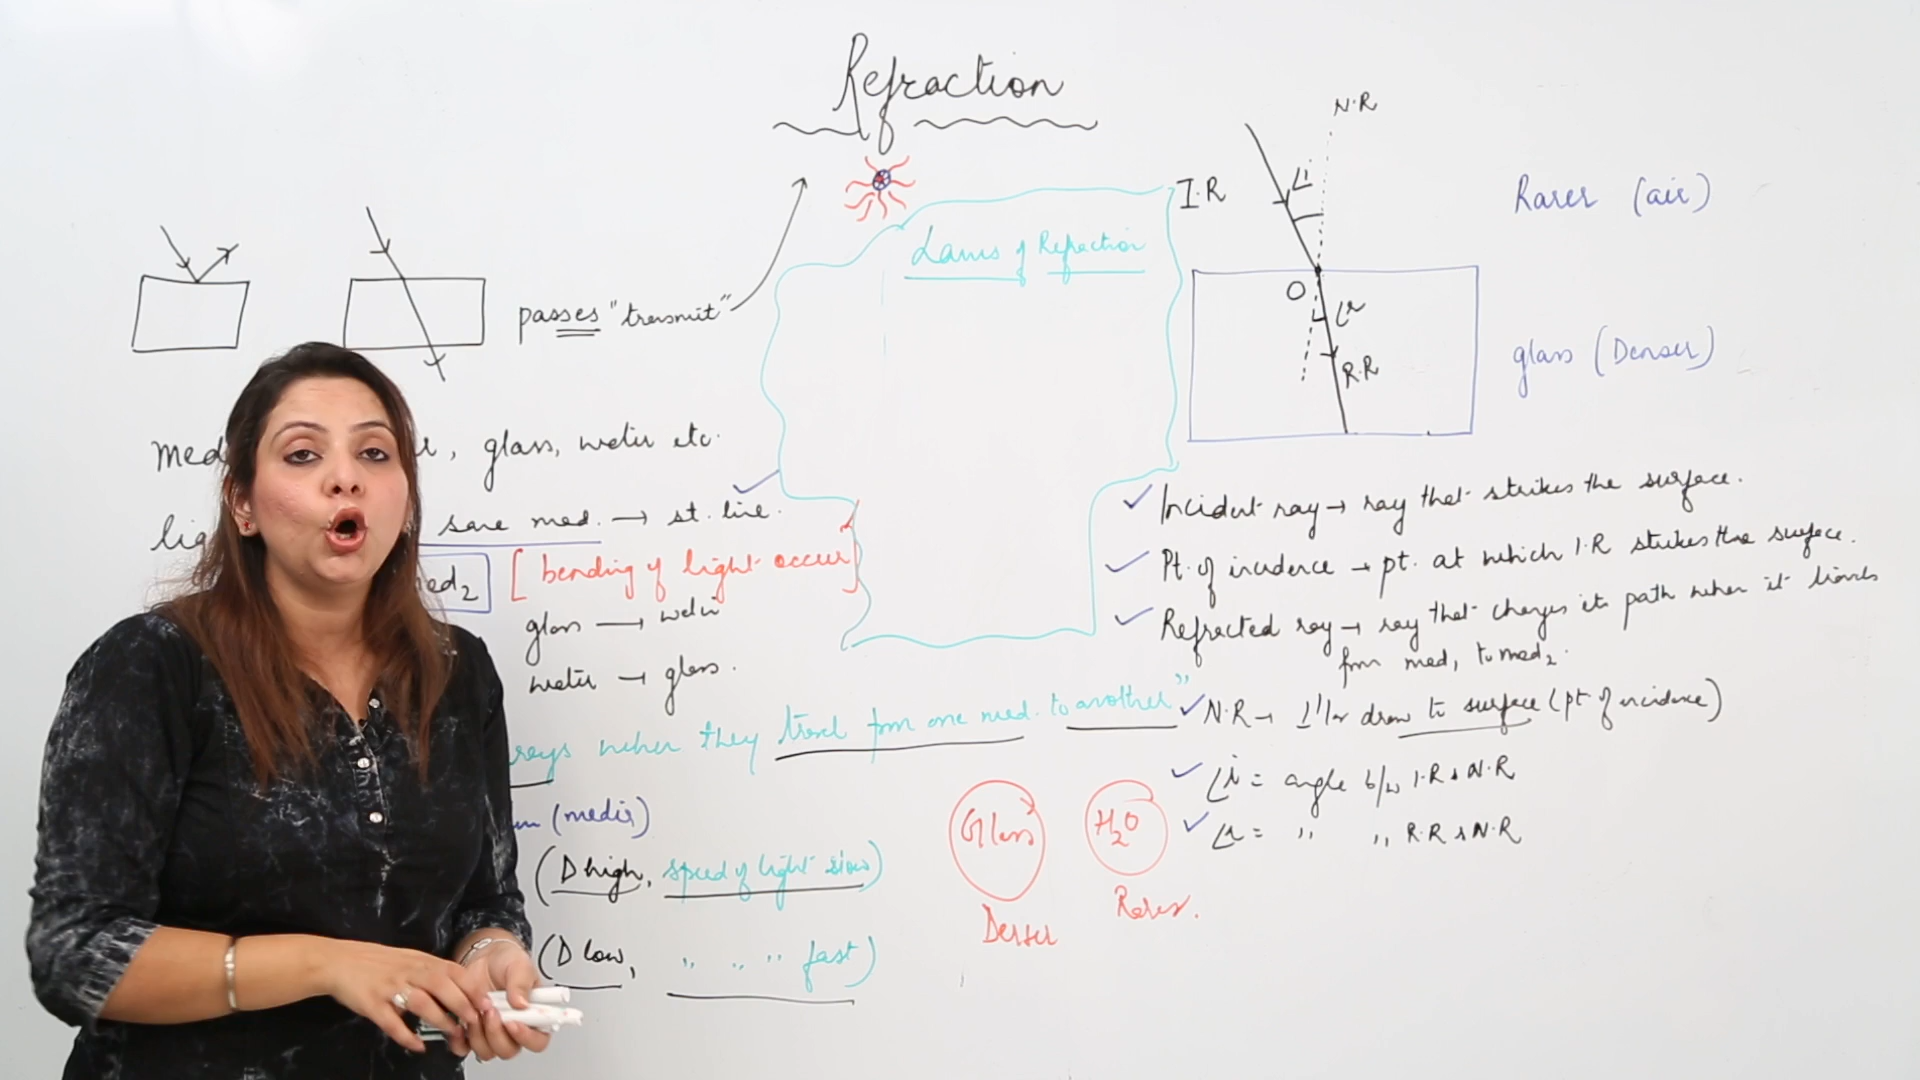 Refraction
passes "transmit"
Med , glass, water etc.
lig same med. → st. line.
med₂ [bending of light occur]
glass → water
water → glass.
rays when they travel from one med. to another"
(media)
(D high, speed of light slow)
(D low, " " " fast)
Laws of Refraction
Glass
Denser
H₂O
Rarer.
N.R
I.R
∠i
O
∠r
R.R
Rarer (air)
glass (Denser)
Incident ray → ray that strikes the surface.
Pt. of incidence → pt. at which I.R strikes the surface.
Refracted ray → ray that changes its path when it travels
from med₁ to med₂.
N.R → ⊥'lar draw to surface (pt of incidence)
∠i = angle b/w I.R & N.R
∠r = " " R.R & N.R